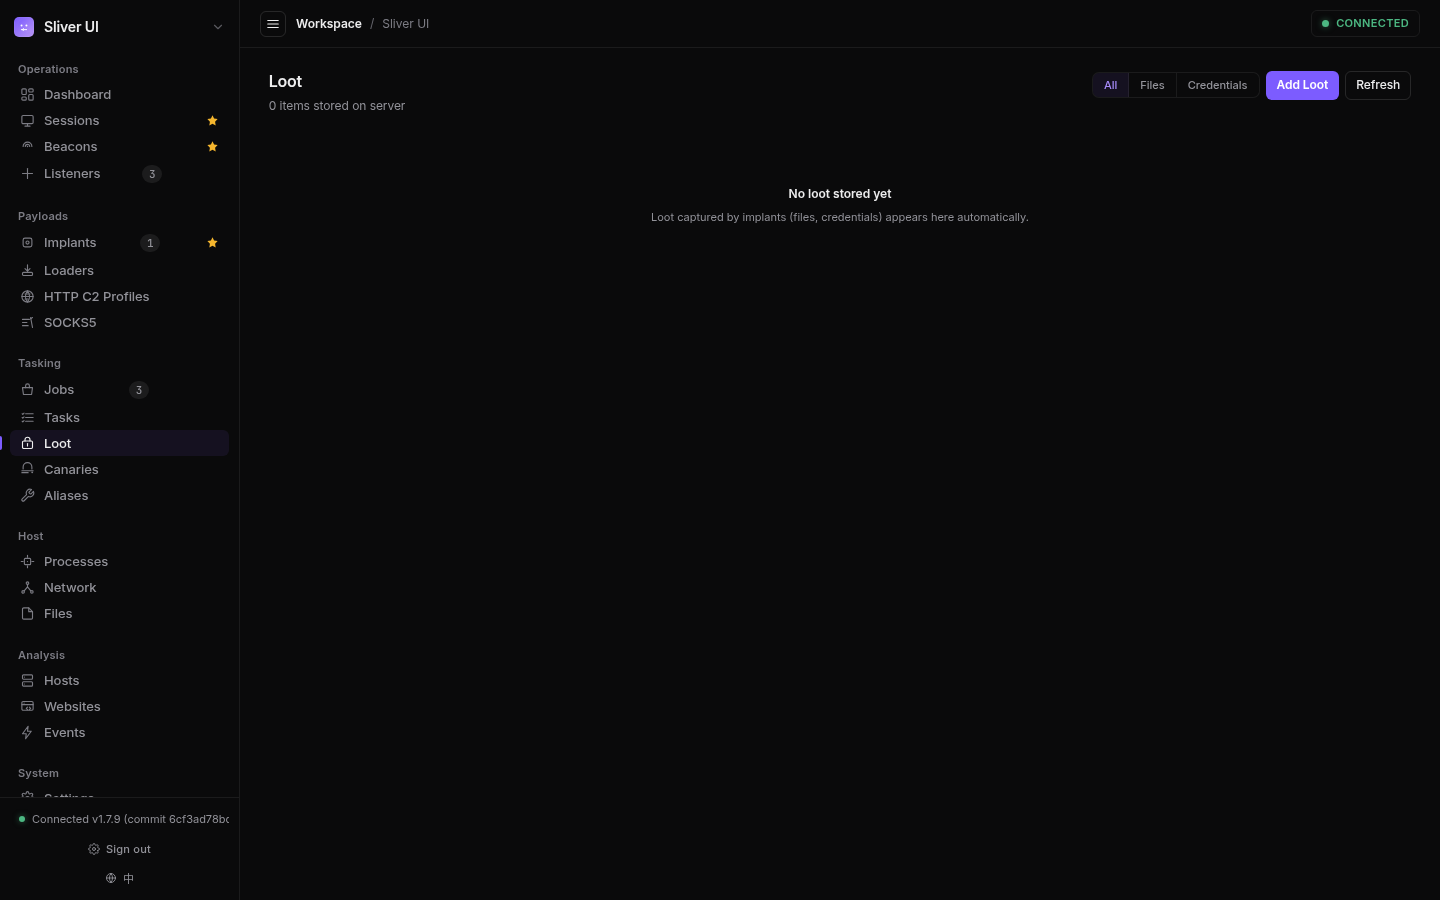 Sliver UI
Operations
Dashboard
Sessions
Beacons
Listeners 3
Payloads
Implants 1
Loaders
HTTP C2 Profiles
SOCKS5
Tasking
Jobs 3
Tasks
Loot
Canaries
Aliases
Host
Processes
Network
Files
Analysis
Hosts
Websites
Events
System
Settings
Connected v1.7.9 (commit 6cf3ad78bc
Sign out
中
Workspace / Sliver UI
CONNECTED
Loot
0 items stored on server
All Files Credentials Add Loot Refresh
No loot stored yet
Loot captured by implants (files, credentials) appears here automatically.